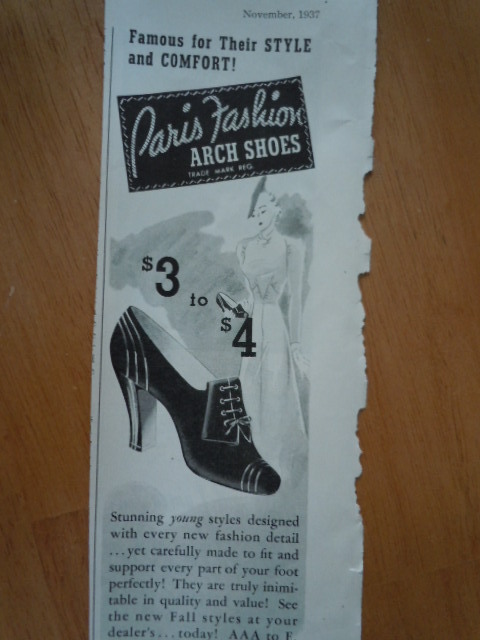 November, 1937
Famous for Their STYLE
and COMFORT!
Paris Fashion
ARCH SHOES
TRADE MARK REG.
$3
to
$4
Stunning young styles designed
with every new fashion detail
...yet carefully made to fit and
support every part of your foot
perfectly! They are truly inimi-
table in quality and value! See
the new Fall styles at your
dealer's...today! AAA to E